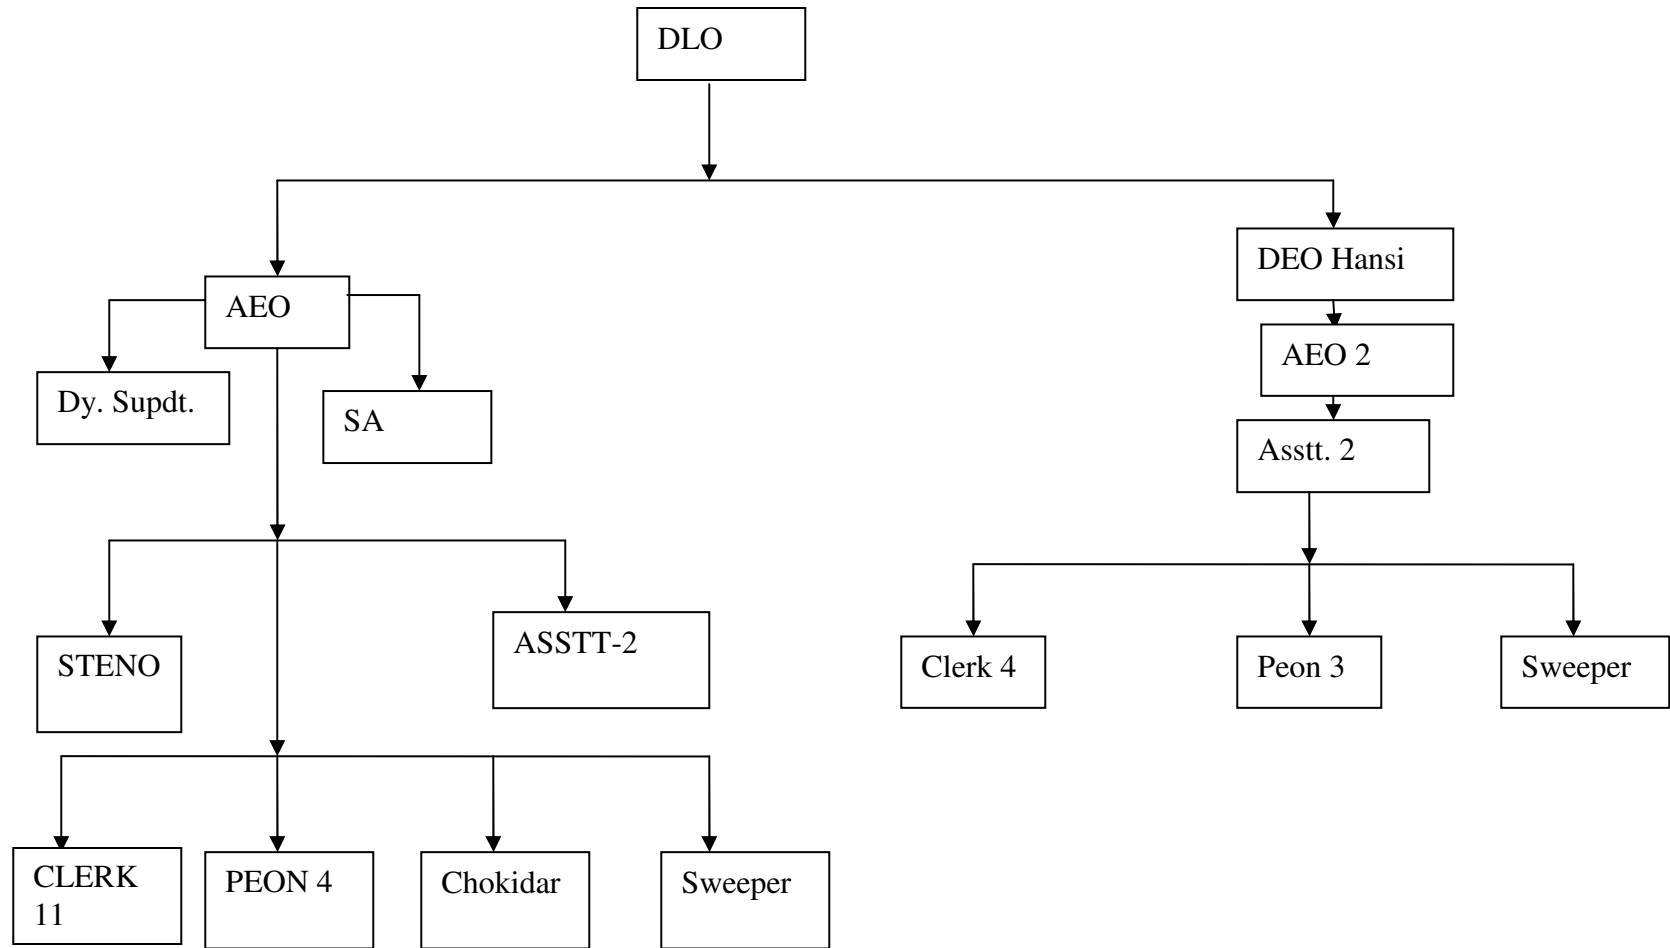 DLO
DEO Hansi
AEO
AEO 2
Dy. Supdt.
SA
Asstt. 2
STENO
ASSTT-2
Clerk 4
Peon 3
Sweeper
CLERK
11
PEON 4
Chokidar
Sweeper